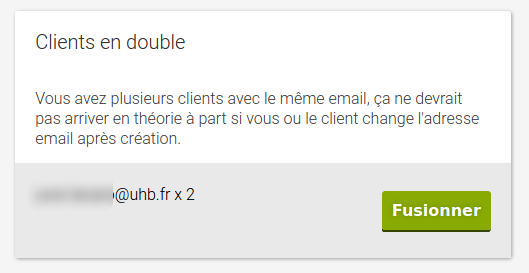 Clients en double
Vous avez plusieurs clients avec le même email, ça ne devrait
pas arriver en théorie à part si vous ou le client change l'adresse
email après création.
@uhb.fr x 2
Fusionner